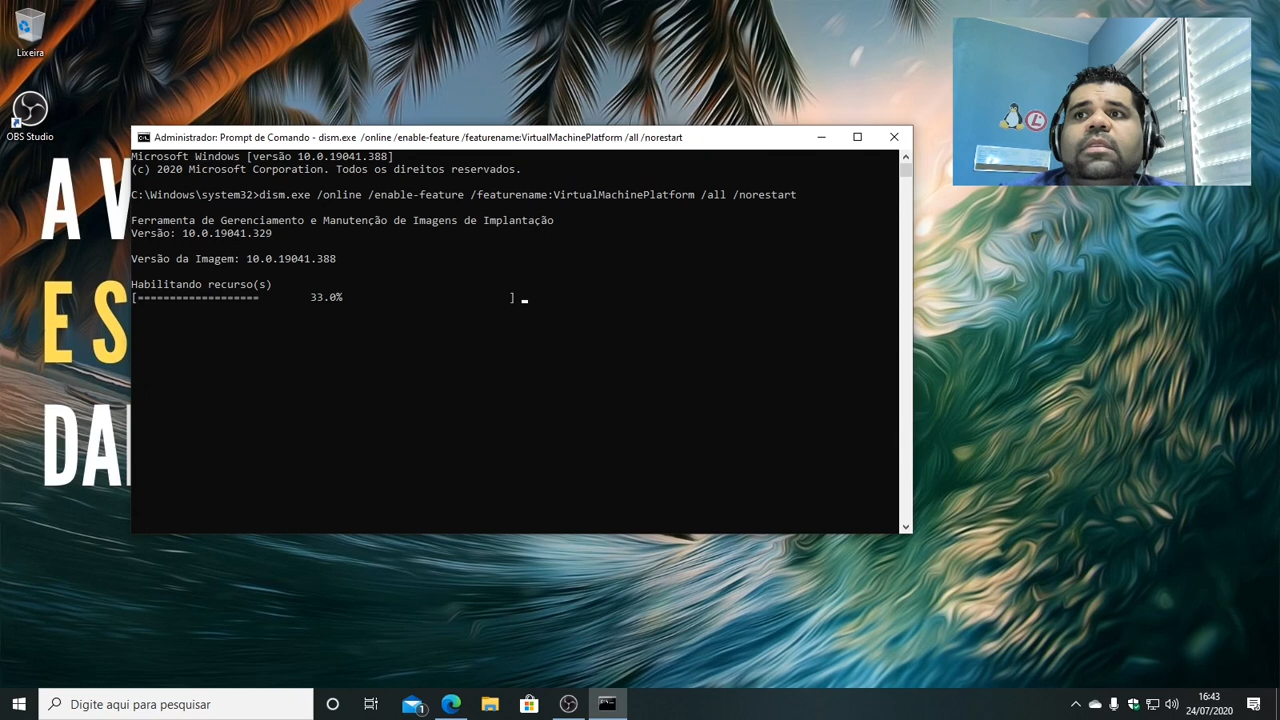 Lixeira
OBS Studio
A V
E S
DA
Administrador: Prompt de Comando - dism.exe /online /enable-feature /featurename:VirtualMachinePlatform /all /norestart
Microsoft Windows [versão 10.0.19041.388]
(c) 2020 Microsoft Corporation. Todos os direitos reservados.
C:\Windows\system32>dism.exe /online /enable-feature /featurename:VirtualMachinePlatform /all /norestart
Ferramenta de Gerenciamento e Manutenção de Imagens de Implantação
Versão: 10.0.19041.329
Versão da Imagem: 10.0.19041.388
Habilitando recurso(s)
[=================== 33.0% ]
Digite aqui para pesquisar
1
16:43
24/07/2020